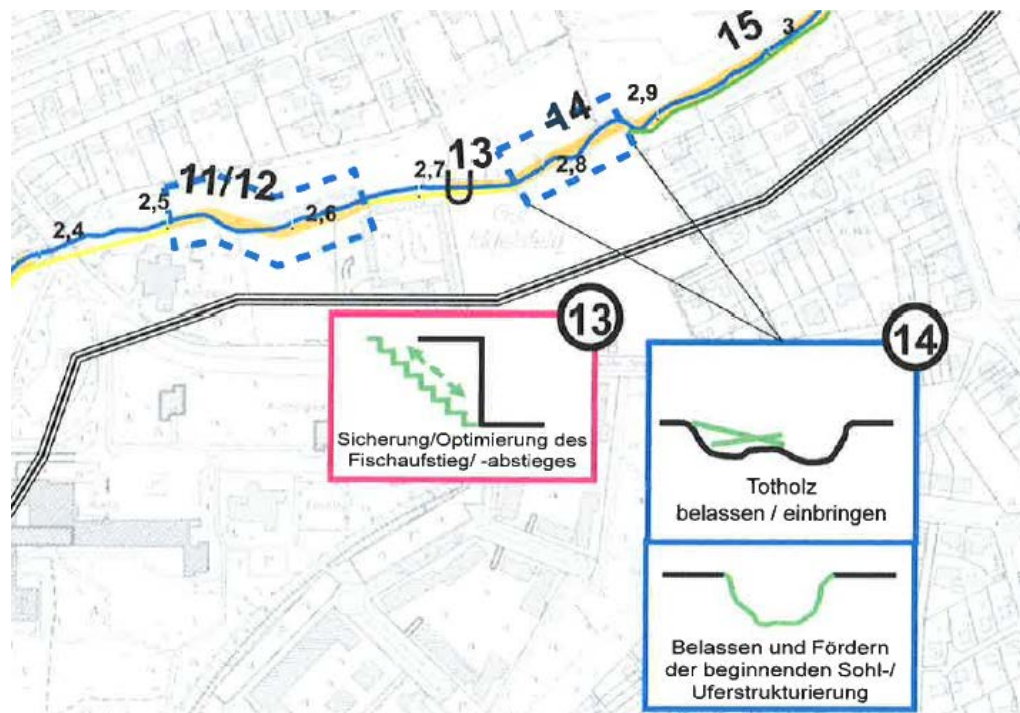 15
3
14
2,9
2,8
13
2,7
11/12
2,6
2,5
2,4
13
Sicherung/Optimierung des
Fischaufstieg/ -abstieges
14
Totholz
belassen / einbringen
Belassen und Fördern
der beginnenden Sohl-/
Uferstrukturierung